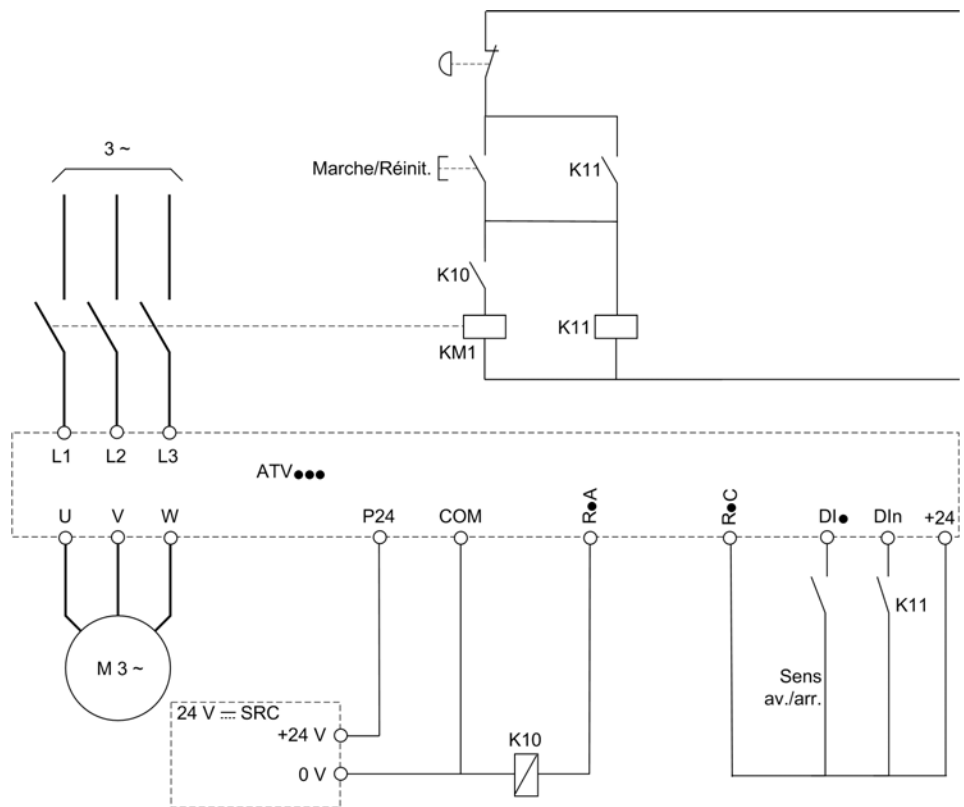 3 ~
Marche/Réinit.
K11
K10
KM1
K11
L1 L2 L3
ATV●●●
U V W P24 COM R●A R●C DI● DIn +24
K11
M 3 ~
Sens
av./arr.
24 V ⎓ SRC
+24 V
K10
0 V